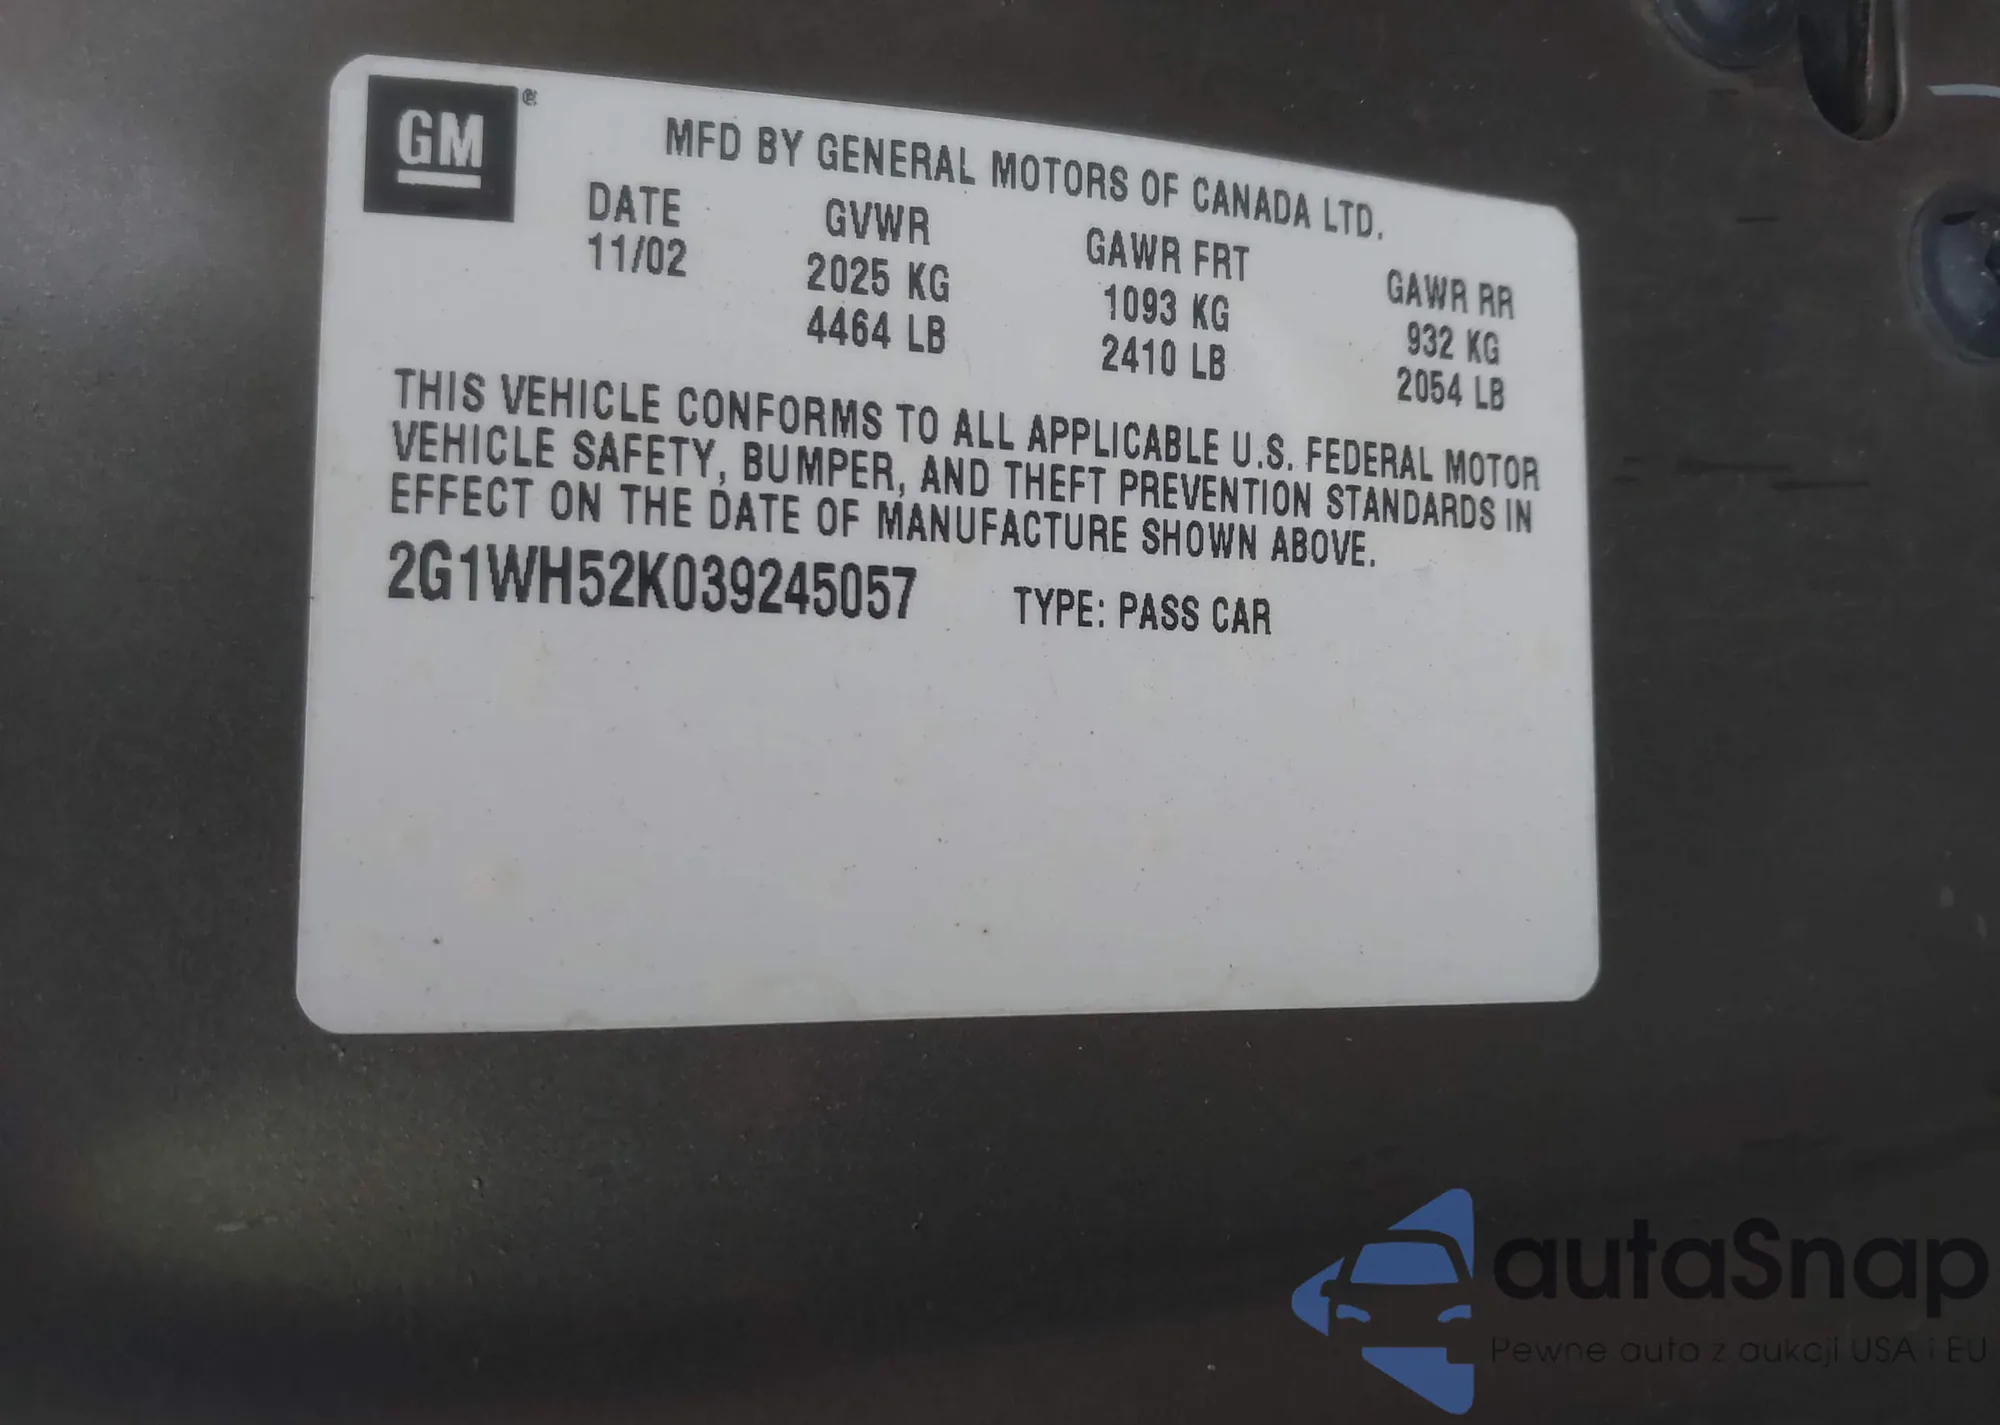 GM ®
MFD BY GENERAL MOTORS OF CANADA LTD.
DATE GVWR GAWR FRT GAWR RR
11/02 2025 KG 1093 KG 932 KG
4464 LB 2410 LB 2054 LB
THIS VEHICLE CONFORMS TO ALL APPLICABLE U.S. FEDERAL MOTOR
VEHICLE SAFETY, BUMPER, AND THEFT PREVENTION STANDARDS IN
EFFECT ON THE DATE OF MANUFACTURE SHOWN ABOVE.
2G1WH52K039245057 TYPE: PASS CAR
autaSnap
Pewne auta z aukcji USA i EU